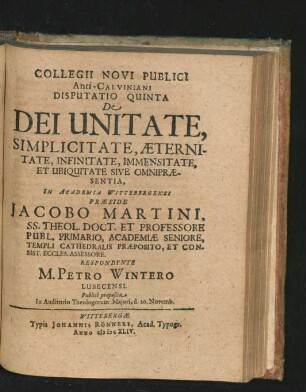 COLLEGII NOVI PUBLICI
Anti-CALVINIANI
DISPUTATIO QUINTA
De
DEI UNITATE,
SIMPLICITATE, ÆTERNI-
TATE, INFINITATE, IMMENSITATE,
ET UBIQUITATE SIVE OMNIPRÆ-
SENTIA,
IN ACADEMIA WITTEBERGENSI
PRÆSIDE
JACOBO MARTINI,
SS. THEOL. DOCT. ET PROFESSORE
PUBL. PRIMARIO, ACADEMIÆ SENIORE,
TEMPLI CATHEDRALIS PRÆPOSITO, ET CON-
SIST. ECCLES. ASSESSORE.
RESPONDENTE
M. PETRO WINTERO
LUBECENSI.
Publicè proposita
In Auditorio Theologorum Majori, d. 10. Novemb.
WITTEBERGÆ
Typis JOHANNIS RÖHNERI, Acad. Typogr.
ANNO cIɔ Iɔc XLIV.